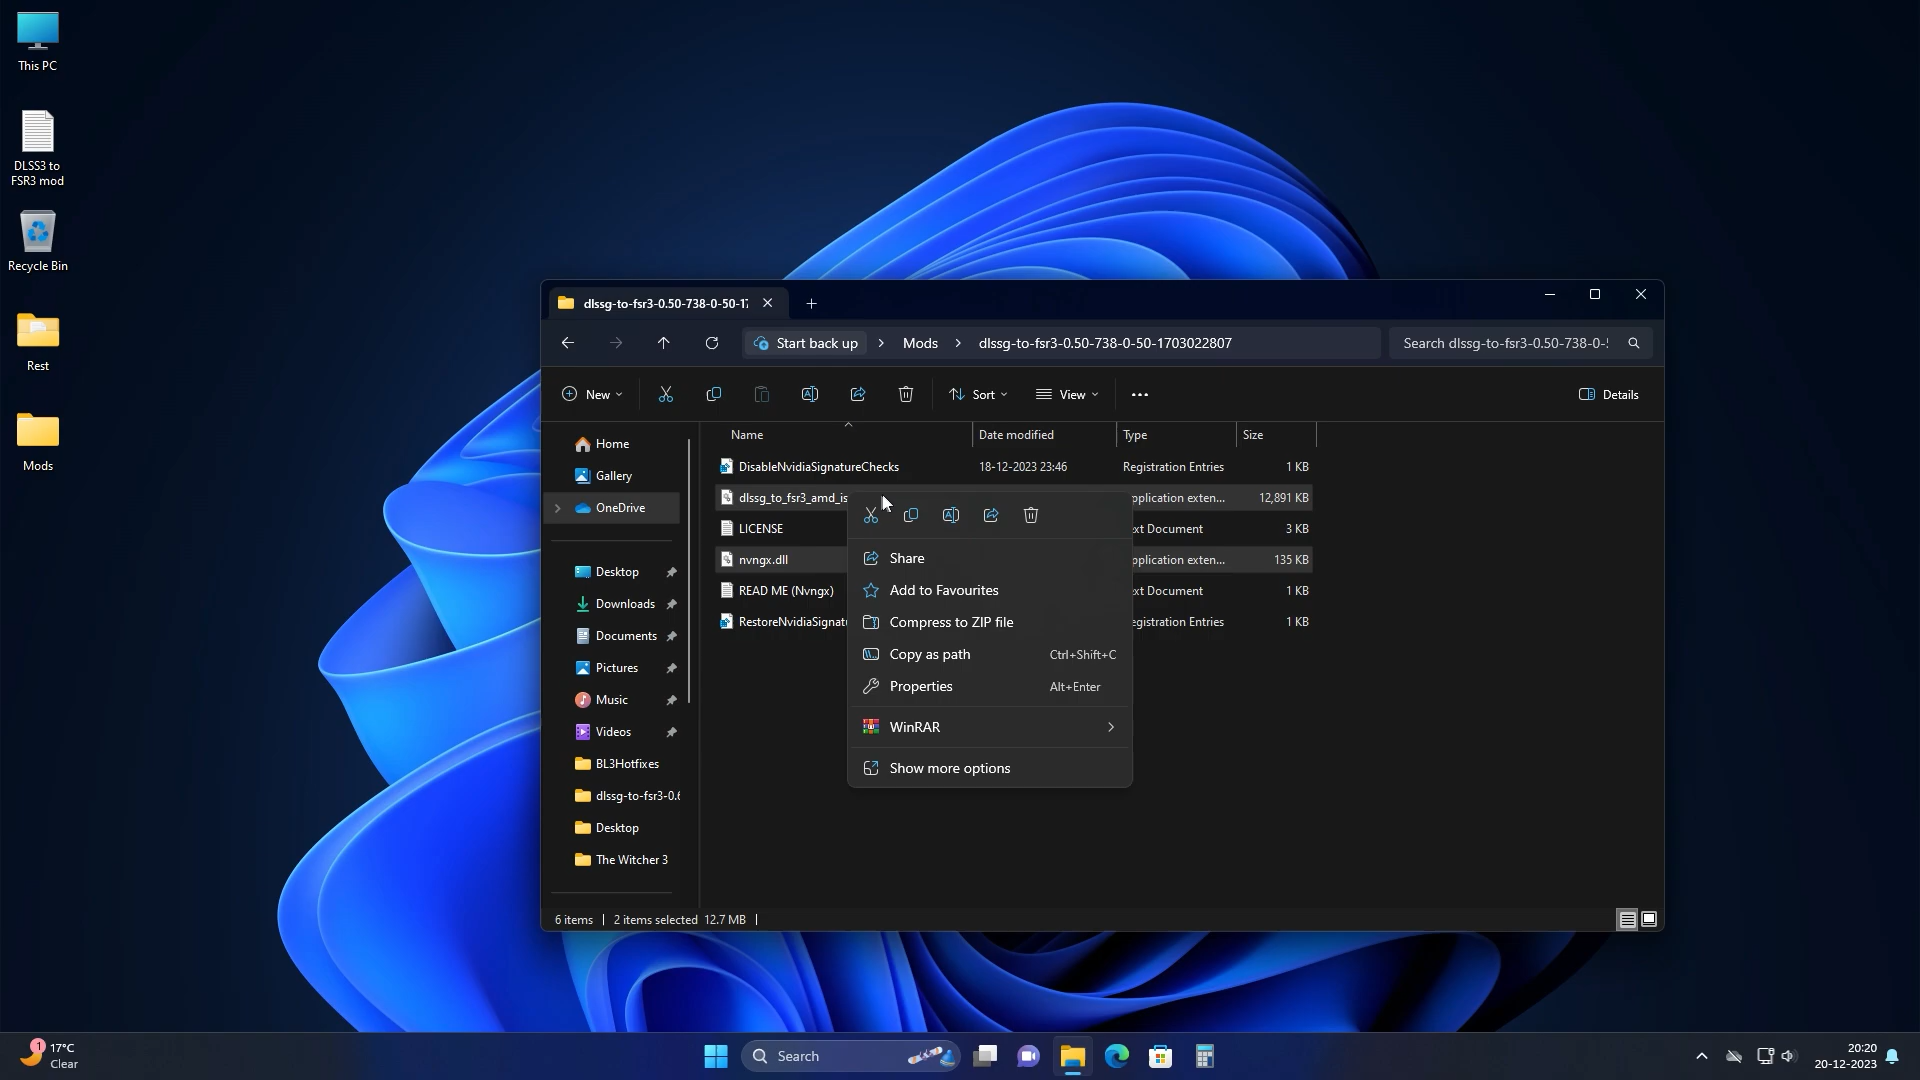 This PC
DLSS3 to
FSR3 mod
Recycle Bin
Rest
Mods
dlssg-to-fsr3-0.50-738-0-50-17
Start back up
Mods
dlssg-to-fsr3-0.50-738-0-50-1703022807
Search dlssg-to-fsr3-0.50-738-0-5
New
Sort
View
Details
Home
Gallery
OneDrive
Desktop
Downloads
Documents
Pictures
Music
Videos
BL3Hotfixes
dlssg-to-fsr3-0.6
Desktop
The Witcher 3
Name Date modified Type Size
DisableNvidiaSignatureChecks 18-12-2023 23:46 Registration Entries 1 KB
dlssg_to_fsr3_amd_is pplication exten... 12,891 KB
LICENSE ext Document 3 KB
nvngx.dll pplication exten... 135 KB
READ ME (Nvngx) ext Document 1 KB
RestoreNvidiaSignatu egistration Entries 1 KB
Share
Add to Favourites
Compress to ZIP file
Copy as path Ctrl+Shift+C
Properties Alt+Enter
WinRAR
Show more options
6 items 2 items selected 12.7 MB
1
17°C
Clear
Search
20:20
20-12-2023